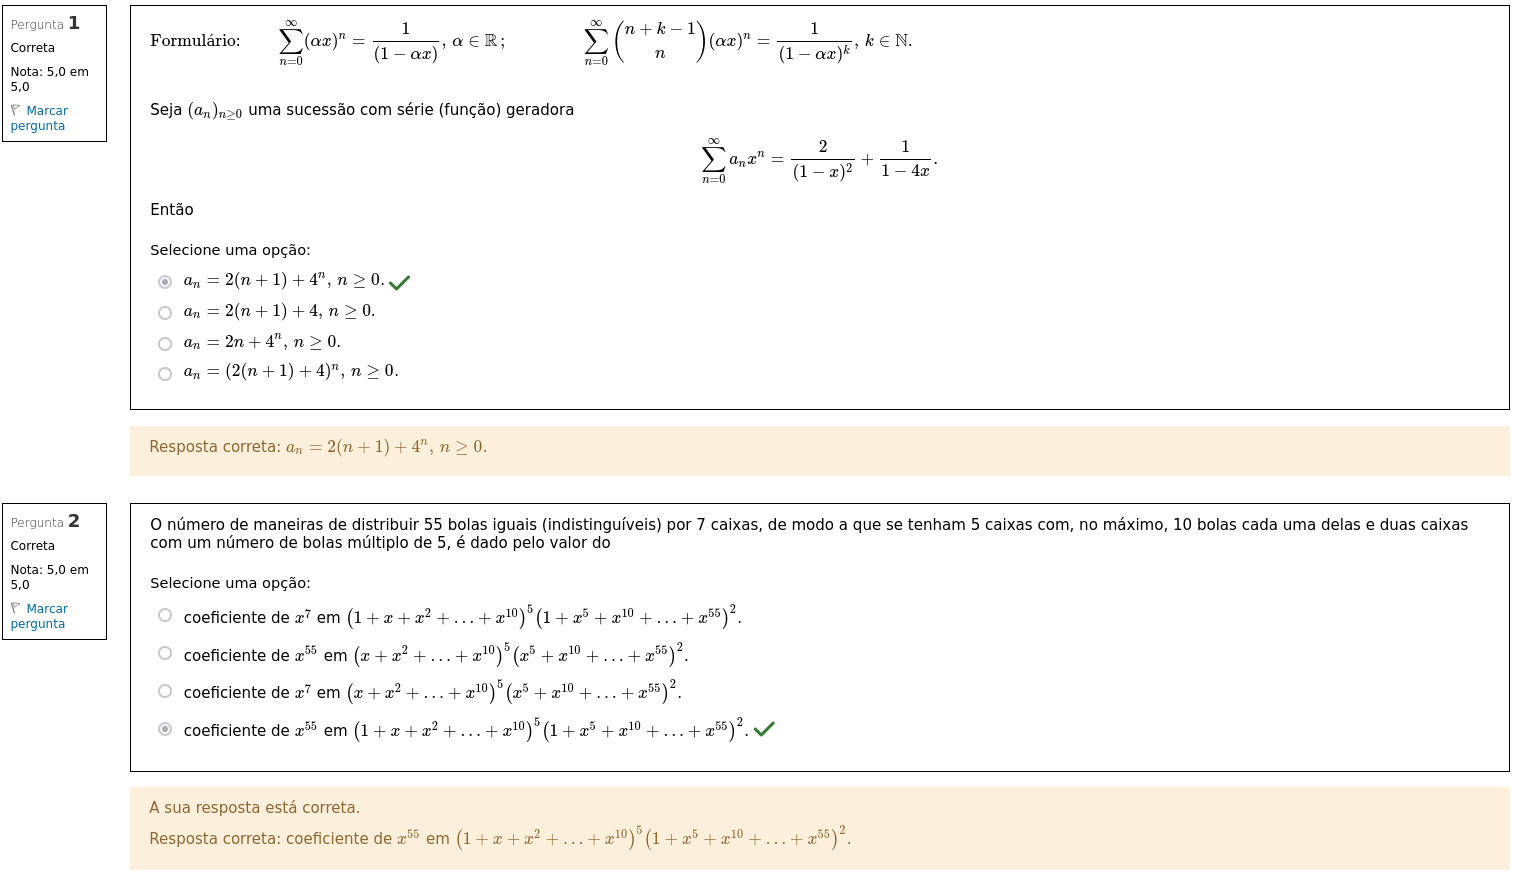 Pergunta 1
Correta
Nota: 5,0 em
5,0
Marcar
pergunta
Formulário: $\sum_{n=0}^{\infty}(\alpha x)^n = \frac{1}{(1-\alpha x)}, \alpha \in \mathbb{R}$; $\sum_{n=0}^{\infty}\binom{n+k-1}{n}(\alpha x)^n = \frac{1}{(1-\alpha x)^k}, k \in \mathbb{N}.$
Seja $(a_n)_{n\geq 0}$ uma sucessão com série (função) geradora
$\sum_{n=0}^{\infty} a_n x^n = \frac{2}{(1-x)^2} + \frac{1}{1-4x}.$
Então
Selecione uma opção:
$a_n = 2(n+1)+4^n, n \geq 0.$
$a_n = 2(n+1)+4, n \geq 0.$
$a_n = 2n+4^n, n \geq 0.$
$a_n = (2(n+1)+4)^n, n \geq 0.$
Resposta correta: $a_n = 2(n+1)+4^n, n \geq 0.$
Pergunta 2
Correta
Nota: 5,0 em
5,0
Marcar
pergunta
O número de maneiras de distribuir 55 bolas iguais (indistinguíveis) por 7 caixas, de modo a que se tenham 5 caixas com, no máximo, 10 bolas cada uma delas e duas caixas
com um número de bolas múltiplo de 5, é dado pelo valor do
Selecione uma opção:
coeficiente de $x^7$ em $(1+x+x^2+\ldots+x^{10})^5(1+x^5+x^{10}+\ldots+x^{55})^2.$
coeficiente de $x^{55}$ em $(x+x^2+\ldots+x^{10})^5(x^5+x^{10}+\ldots+x^{55})^2.$
coeficiente de $x^7$ em $(x+x^2+\ldots+x^{10})^5(x^5+x^{10}+\ldots+x^{55})^2.$
coeficiente de $x^{55}$ em $(1+x+x^2+\ldots+x^{10})^5(1+x^5+x^{10}+\ldots+x^{55})^2.$
A sua resposta está correta.
Resposta correta: coeficiente de $x^{55}$ em $(1+x+x^2+\ldots+x^{10})^5(1+x^5+x^{10}+\ldots+x^{55})^2.$